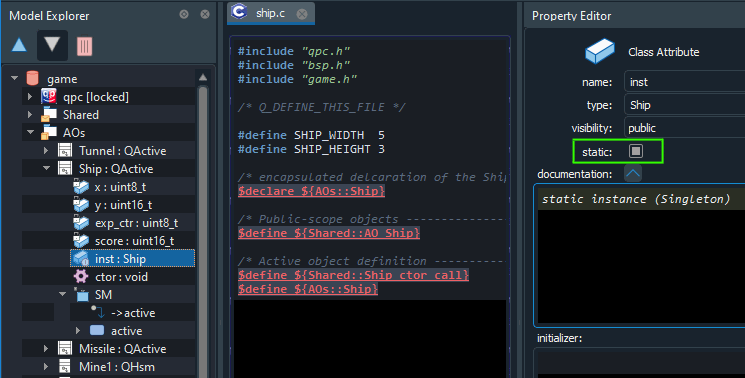 Model Explorer
game
qpc [locked]
Shared
AOs
Tunnel : QActive
Ship : QActive
x : uint8_t
y : uint16_t
exp_ctr : uint8_t
score : uint16_t
inst : Ship
ctor : void
SM
->active
active
Missile : QActive
Mine1 : QHsm
ship.c
#include "qpc.h"
#include "bsp.h"
#include "game.h"
/* Q_DEFINE_THIS_FILE */
#define SHIP_WIDTH  5
#define SHIP_HEIGHT 3
/* encapsulated delcaration of the Ship
$declare ${AOs::Ship}
/* Public-scope objects -------------
$define ${Shared::AO_Ship}
/* Active object definition ----------
$define ${Shared::Ship_ctor_call}
$define ${AOs::Ship}
Property Editor
Class Attribute
name: inst
type: Ship
visibility: public
static:
documentation:
static instance (Singleton)
initializer: